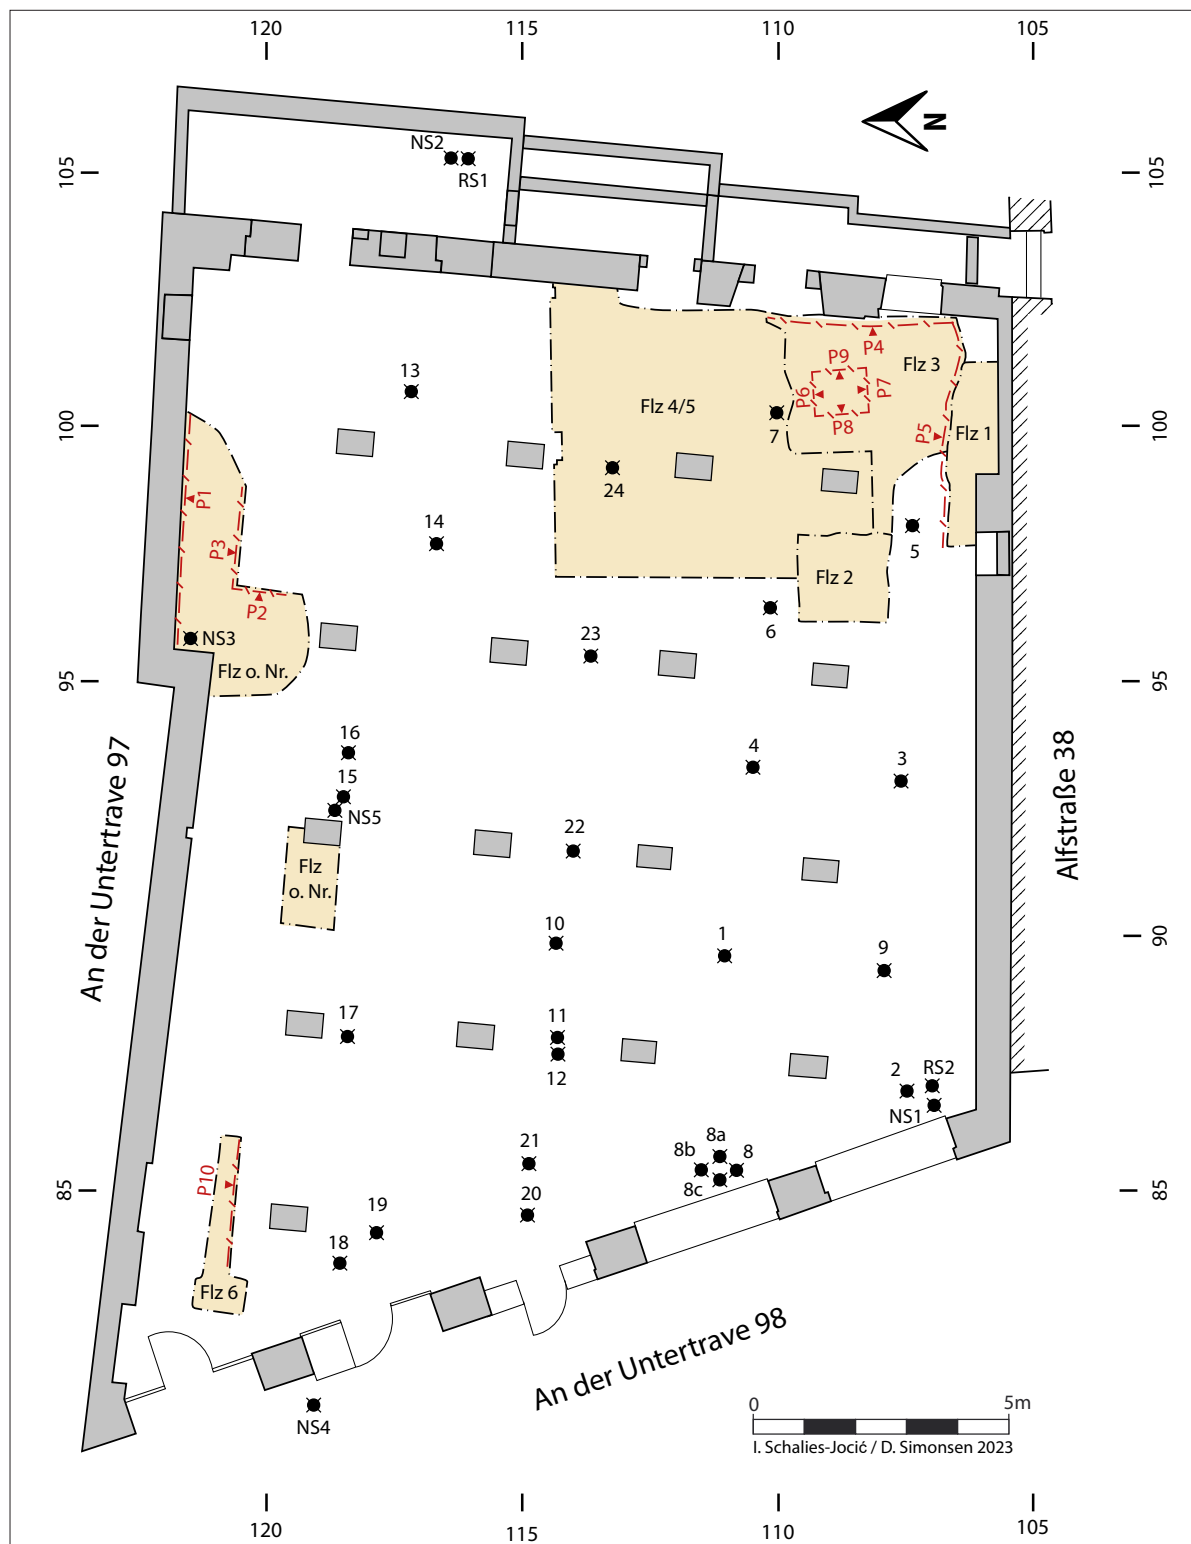 120
115
110
105
N
105
105
NS2
RS1
13
Flz 4/5
7
24
Flz 3
P4
P9
P6
P7
P8
P5
Flz 1
100
100
P1
P3
P2
NS3
Flz o. Nr.
14
5
Flz 2
6
23
95
95
16
15
NS5
Flz
o. Nr.
4
3
22
An der Untertrave 97
Alfstraße 38
10
1
9
90
90
17
11
12
2
RS2
NS1
8a
8b
8
8c
21
20
85
85
P10
19
18
Flz 6
NS4
An der Untertrave 98
0
5m
I. Schalies-Jocić / D. Simonsen 2023
120
115
110
105